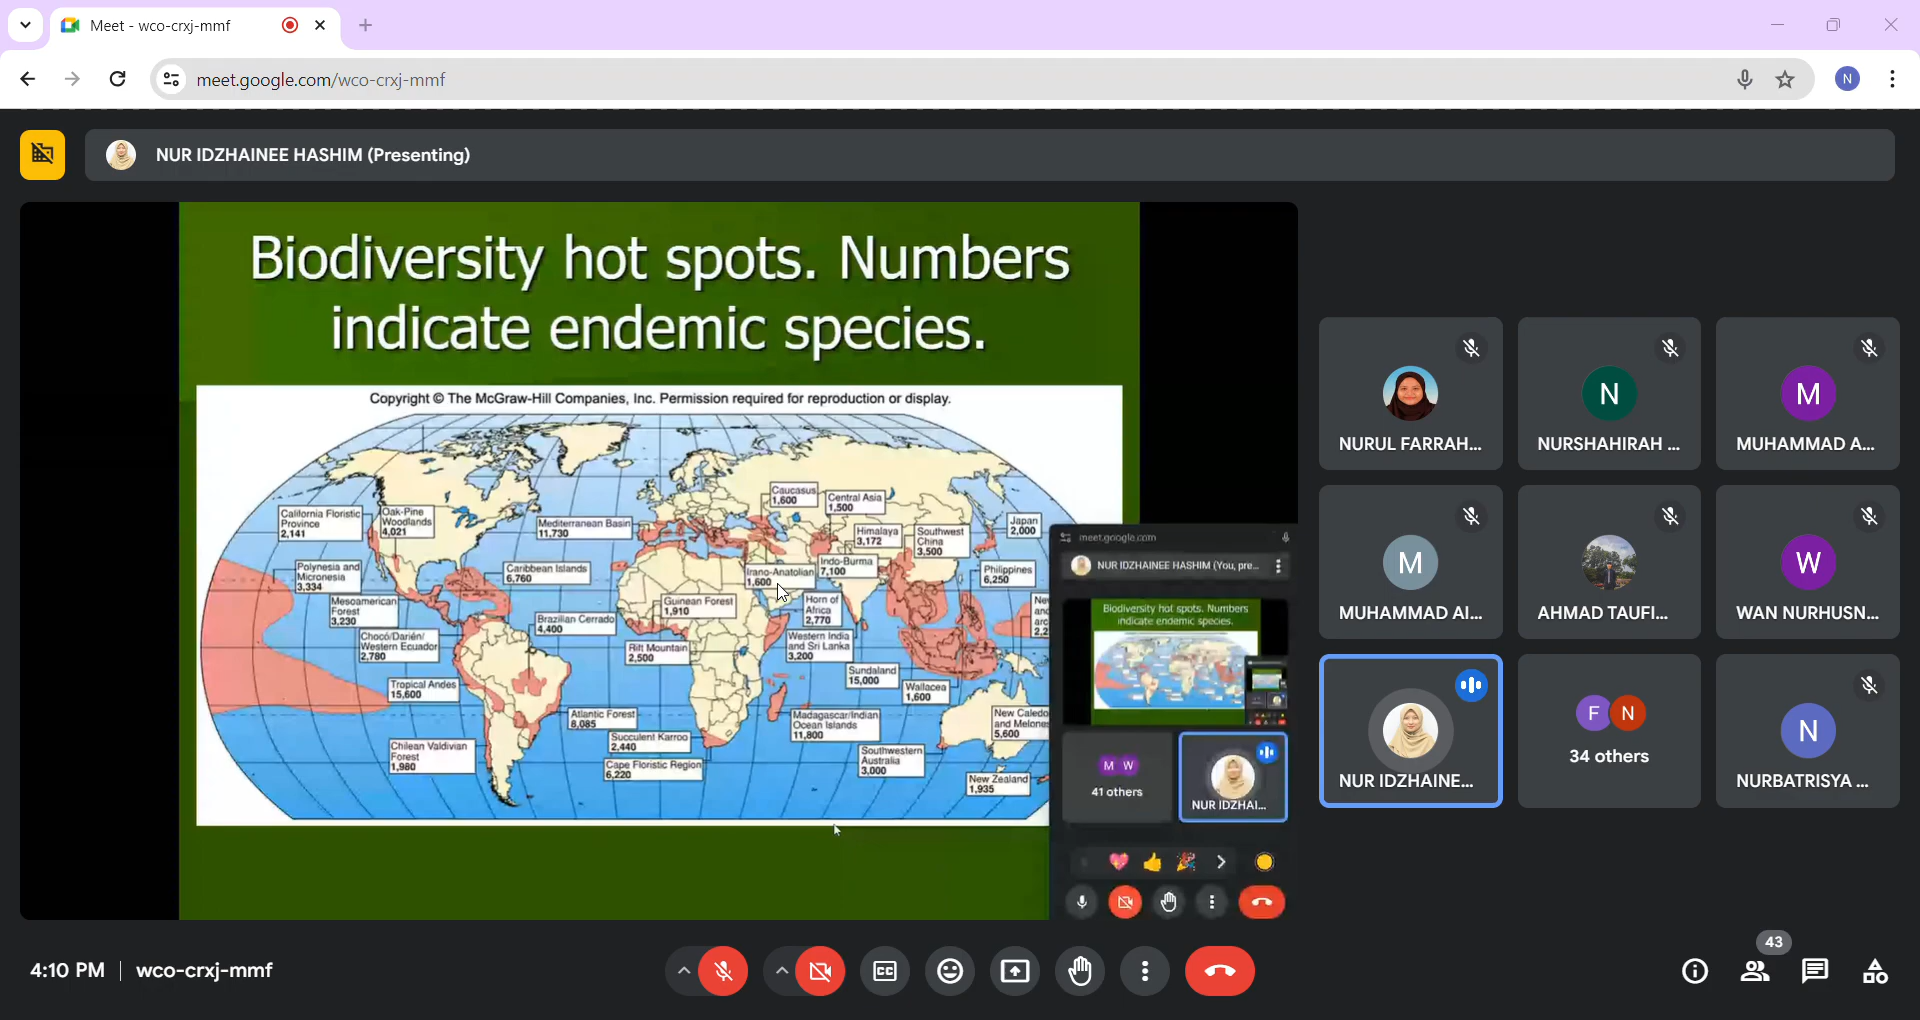 Meet - wco-crxj-mmf
meet.google.com/wco-crxj-mmf
N
NUR IDZHAINEE HASHIM (Presenting)
Biodiversity hot spots. Numbers
indicate endemic species.
Copyright © The McGraw-Hill Companies, Inc. Permission required for reproduction or display.
California Floristic
Province
2,141
Oak-Pine
Woodlands
4,021
Mediterranean Basin
11,730
Caucasus
1,600
Central Asia
1,500
Himalaya
3,172
Southwest
China
3,500
Japan
2,000
Polynesia and
Micronesia
3,334
Caribbean Islands
6,760
Irano-Anatolian
1,600
Indo-Burma
7,100
Philippines
6,250
Mesoamerican
Forest
3,230
Brazilian Cerrado
4,400
Guinean Forest
1,910
Horn of
Africa
2,770
Chocó/Darién/
Western Ecuador
2,780
Rift Mountain
2,500
Western India
and Sri Lanka
3,200
Tropical Andes
15,600
Sundaland
15,000
Wallacea
1,600
Atlantic Forest
8,085
Succulent Karroo
2,440
Madagascar/Indian
Ocean Islands
11,800
New Caledo
and Melone
5,600
Chilean Valdivian
Forest
1,980
Cape Floristic Region
6,220
Southwestern
Australia
3,000
New Zealand
1,935
meet.google.com
NUR IDZHAINEE HASHIM (You, pre...
Biodiversity hot spots. Numbers
indicate endemic species.
M W
41 others
NUR IDZHAI...
NURUL FARRAH...
N
NURSHAHIRAH ...
M
MUHAMMAD A...
M
MUHAMMAD AI...
AHMAD TAUFI...
W
WAN NURHUSN...
NUR IDZHAINE...
F N
34 others
N
NURBATRISYA ...
4:10 PM | wco-crxj-mmf
CC
43